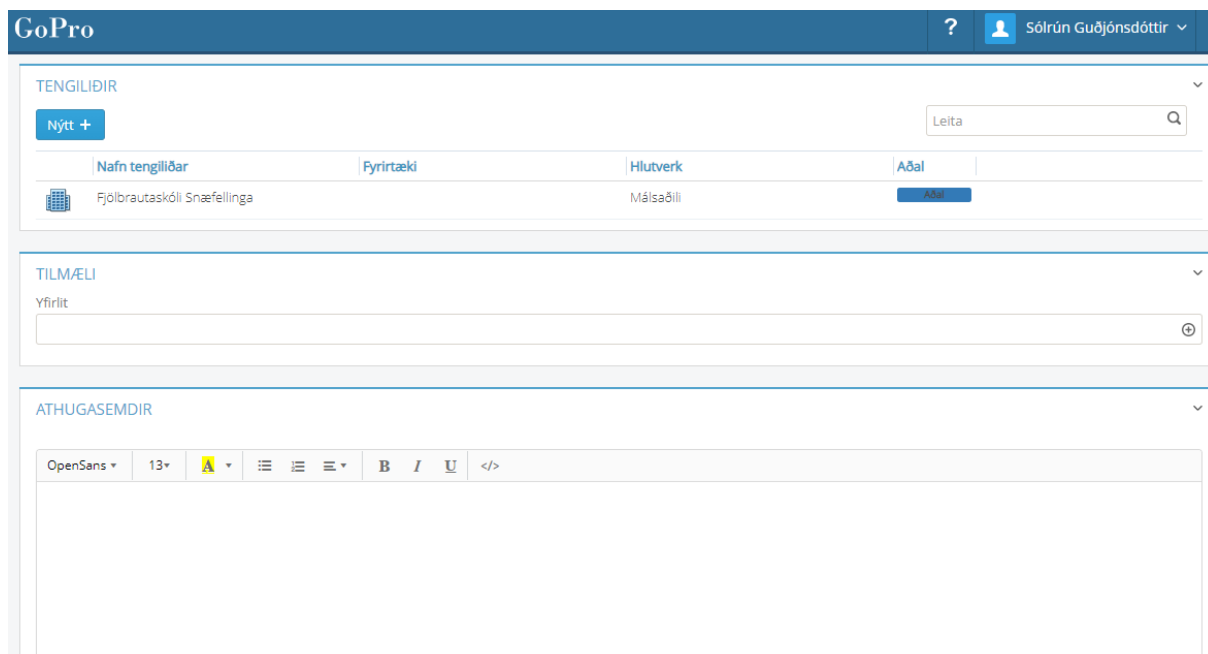 GoPro ? Sólrún Guðjónsdóttir
TENGILIÐIR
Nýtt + Leita
Nafn tengiliðar Fyrirtæki Hlutverk Aðal
Fjölbrautaskóli Snæfellinga Málsaðili Aðal
TILMÆLI
Yfirlit
ATHUGASEMDIR
OpenSans 13 A B I U </>